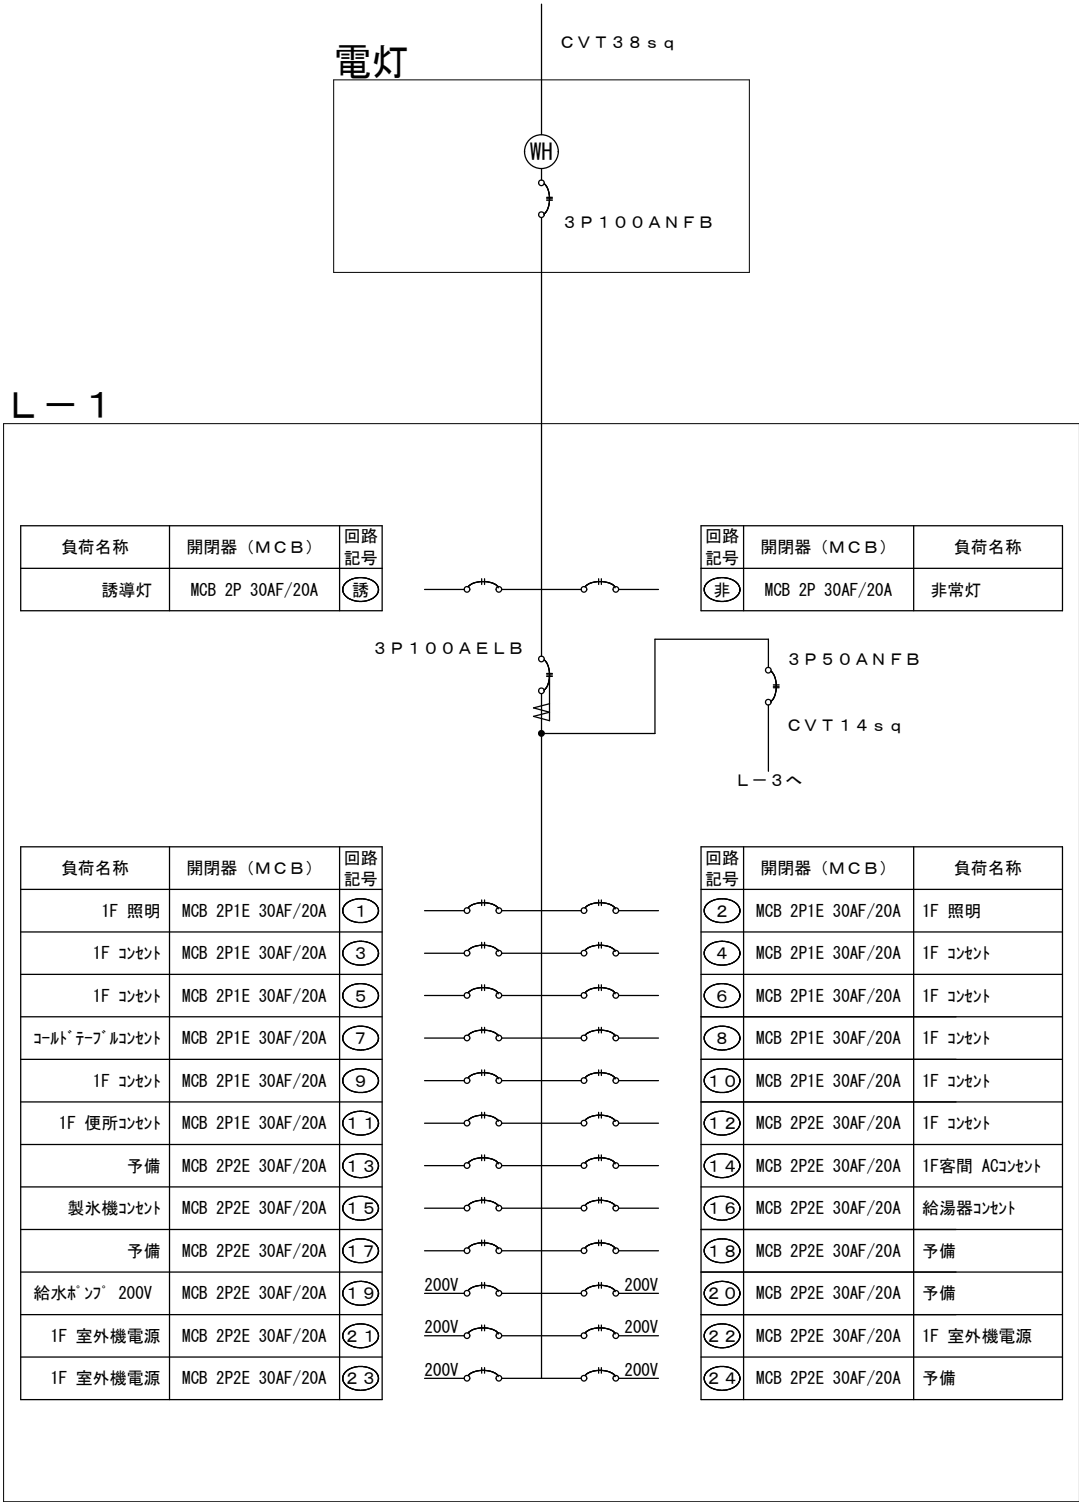 CVT38sq
電灯
WH
3P100ANFB
L-1
負荷名称 開閉器(MCB) 回路記号
誘導灯 MCB 2P 30AF/20A 誘
回路記号 開閉器(MCB) 負荷名称
非 MCB 2P 30AF/20A 非常灯
3P100AELB
3P50ANFB
CVT14sq
L-3へ
負荷名称 開閉器(MCB) 回路記号 回路記号 開閉器(MCB) 負荷名称
1F 照明 MCB 2P1E 30AF/20A 1 2 MCB 2P1E 30AF/20A 1F 照明
1F コンセント MCB 2P1E 30AF/20A 3 4 MCB 2P1E 30AF/20A 1F コンセント
1F コンセント MCB 2P1E 30AF/20A 5 6 MCB 2P1E 30AF/20A 1F コンセント
コールドテーブルコンセント MCB 2P1E 30AF/20A 7 8 MCB 2P1E 30AF/20A 1F コンセント
1F コンセント MCB 2P1E 30AF/20A 9 10 MCB 2P1E 30AF/20A 1F コンセント
1F 便所コンセント MCB 2P1E 30AF/20A 11 12 MCB 2P2E 30AF/20A 1F コンセント
予備 MCB 2P2E 30AF/20A 13 14 MCB 2P2E 30AF/20A 1F客間 ACコンセント
製氷機コンセント MCB 2P2E 30AF/20A 15 16 MCB 2P2E 30AF/20A 給湯器コンセント
予備 MCB 2P2E 30AF/20A 17 18 MCB 2P2E 30AF/20A 予備
給水ポンプ 200V MCB 2P2E 30AF/20A 19 200V 200V 20 MCB 2P2E 30AF/20A 予備
1F 室外機電源 MCB 2P2E 30AF/20A 21 200V 200V 22 MCB 2P2E 30AF/20A 1F 室外機電源
1F 室外機電源 MCB 2P2E 30AF/20A 23 200V 200V 24 MCB 2P2E 30AF/20A 予備